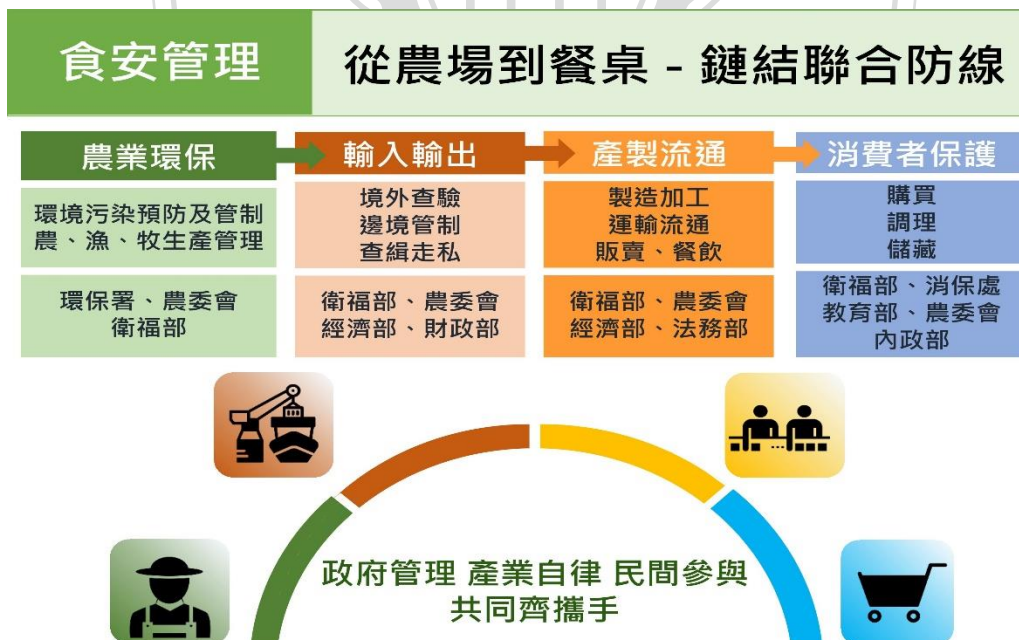 食安管理
從農場到餐桌 - 鏈結聯合防線
農業環保
環境污染預防及管制
農、漁、牧生產管理
環保署、農委會
衛福部
輸入輸出
境外查驗
邊境管制
查緝走私
衛福部、農委會
經濟部、財政部
產製流通
製造加工
運輸流通
販賣、餐飲
衛福部、農委會
經濟部、法務部
消費者保護
購買
調理
儲藏
衛福部、消保處
教育部、農委會
內政部
政府管理 產業自律 民間參與
共同齊攜手